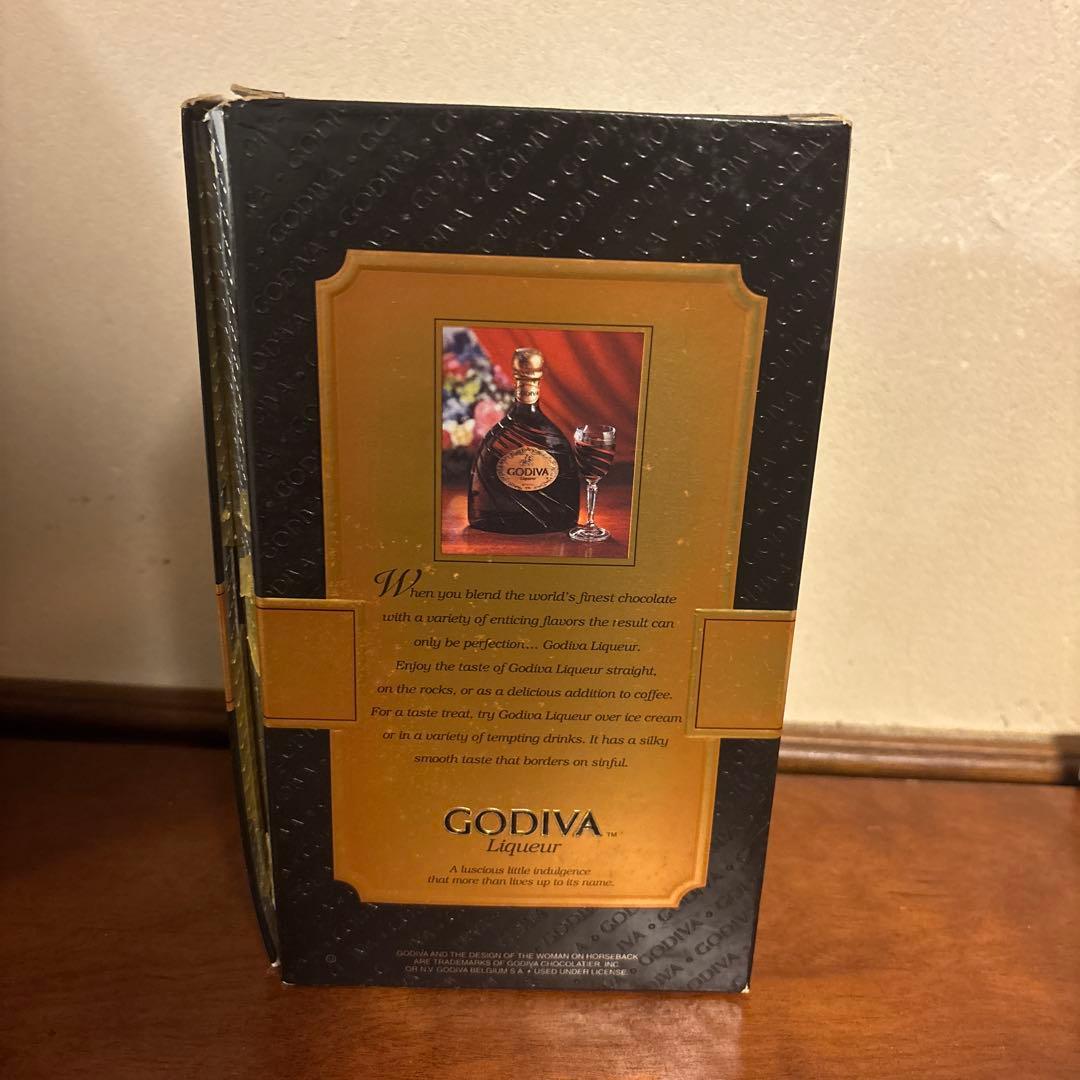 GODIVA
GODIVA
Liqueur
When you blend the world's finest chocolate
with a variety of enticing flavors the result can
only be perfection... Godiva Liqueur.
Enjoy the taste of Godiva Liqueur straight,
on the rocks, or as a delicious addition to coffee.
For a taste treat, try Godiva Liqueur over ice cream
or in a variety of tempting drinks. It has a silky
smooth taste that borders on sinful.
GODIVA™
Liqueur
A luscious little indulgence
that more than lives up to its name.
GODIVA AND THE DESIGN OF THE WOMAN ON HORSEBACK
ARE TRADEMARKS OF GODIVA CHOCOLATIER, INC.
OR N.V. GODIVA BELGIUM S.A. • USED UNDER LICENSE.